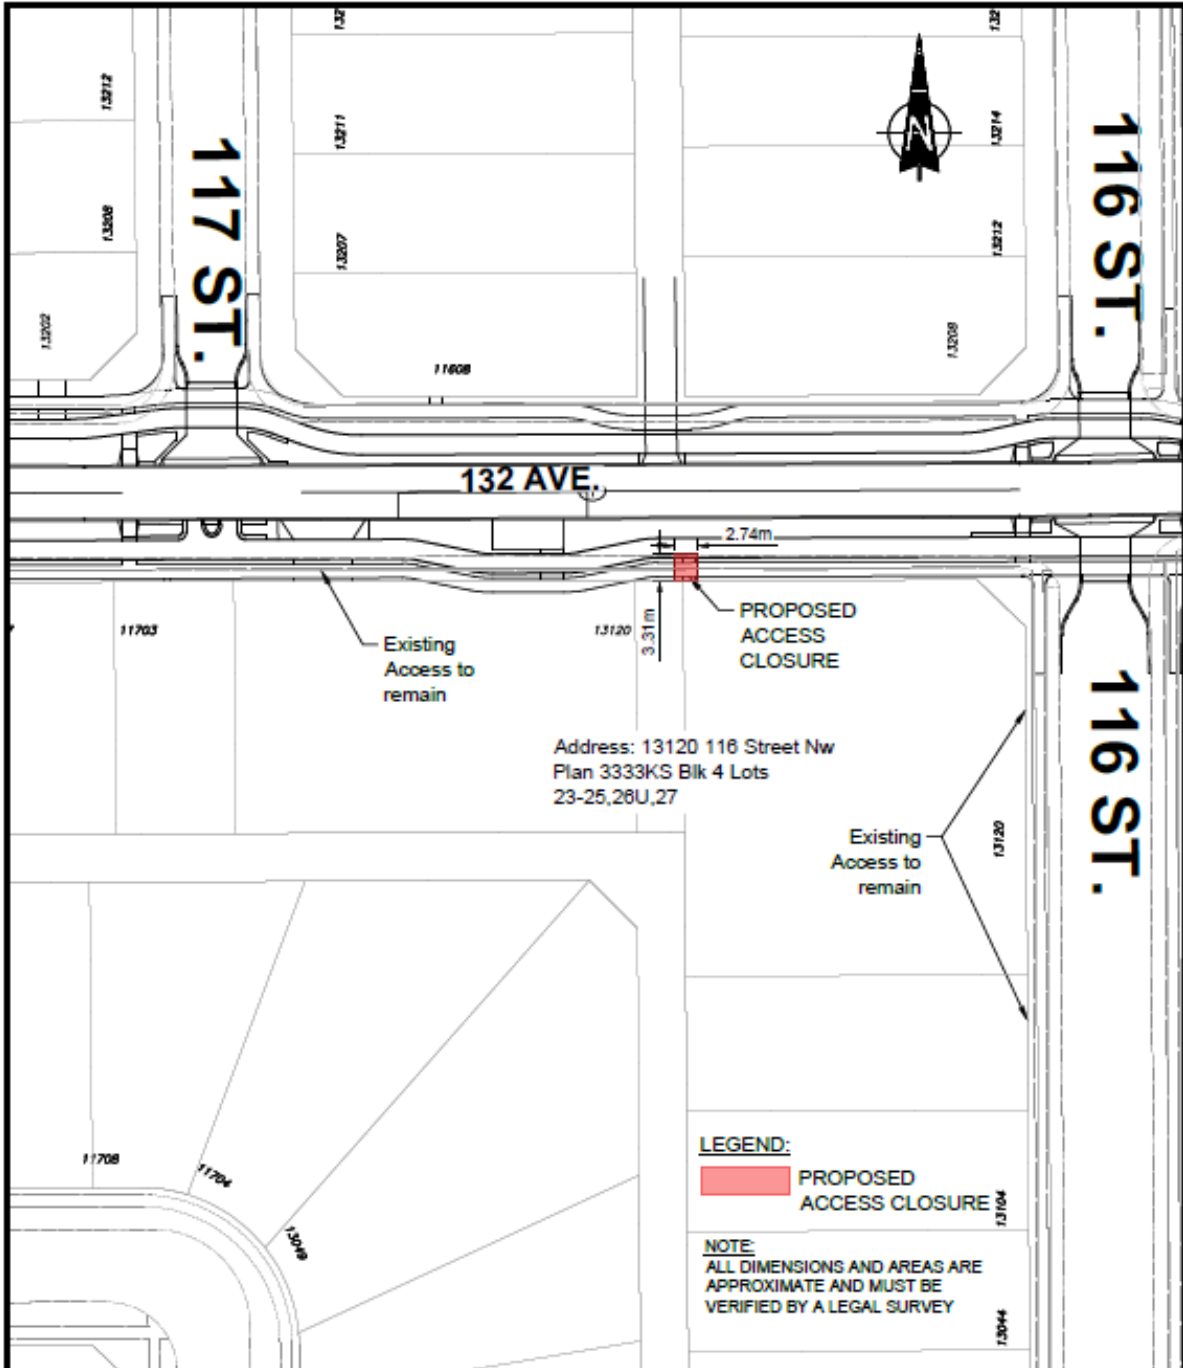 132
132
13212
13211
13214
N
117 ST.
116 ST.
13208
13207
13212
13202
13208
11608
132 AVE.
2.74m
3.31m
11703
13120
PROPOSED
ACCESS
CLOSURE
Existing
Access to
remain
116 ST.
Address: 13120 116 Street Nw
Plan 3333KS Blk 4 Lots
23-25,26U,27
Existing
Access to
remain
13120
11708
11704
13049
LEGEND:
PROPOSED
ACCESS CLOSURE
13104
NOTE:
ALL DIMENSIONS AND AREAS ARE
APPROXIMATE AND MUST BE
VERIFIED BY A LEGAL SURVEY
13044